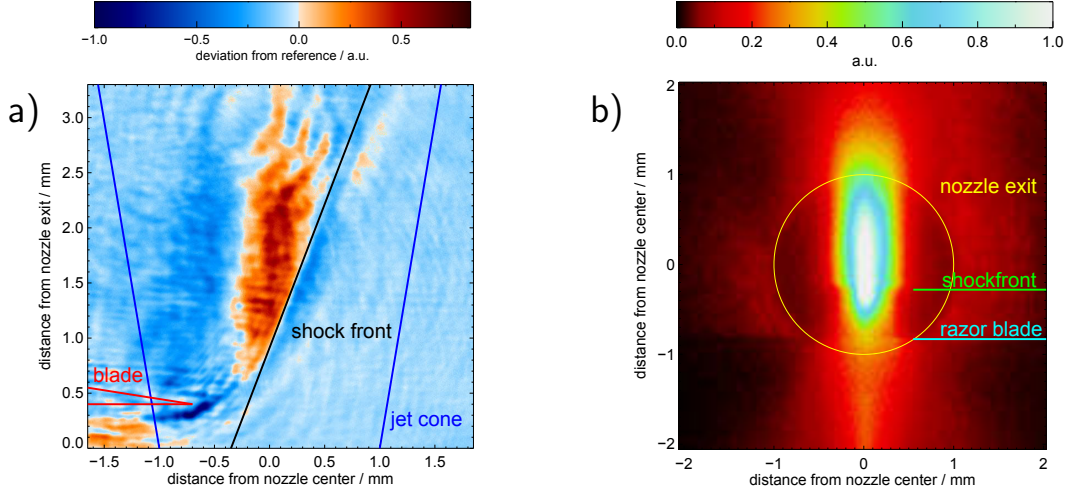 −1.0 −0.5 0.0 0.5
deviation from reference / a.u.
0.0 0.2 0.4 0.6 0.8 1.0
a.u.
a)
3.0
2.5
2.0
1.5
1.0
0.5
0.0
distance from nozzle exit / mm
blade
shock front
jet cone
−1.5 −1.0 −0.5 0.0 0.5 1.0 1.5
distance from nozzle center / mm
b)
2
1
0
−1
−2
distance from nozzle center / mm
nozzle exit
shockfront
razor blade
−2 −1 0 1 2
distance from nozzle center / mm